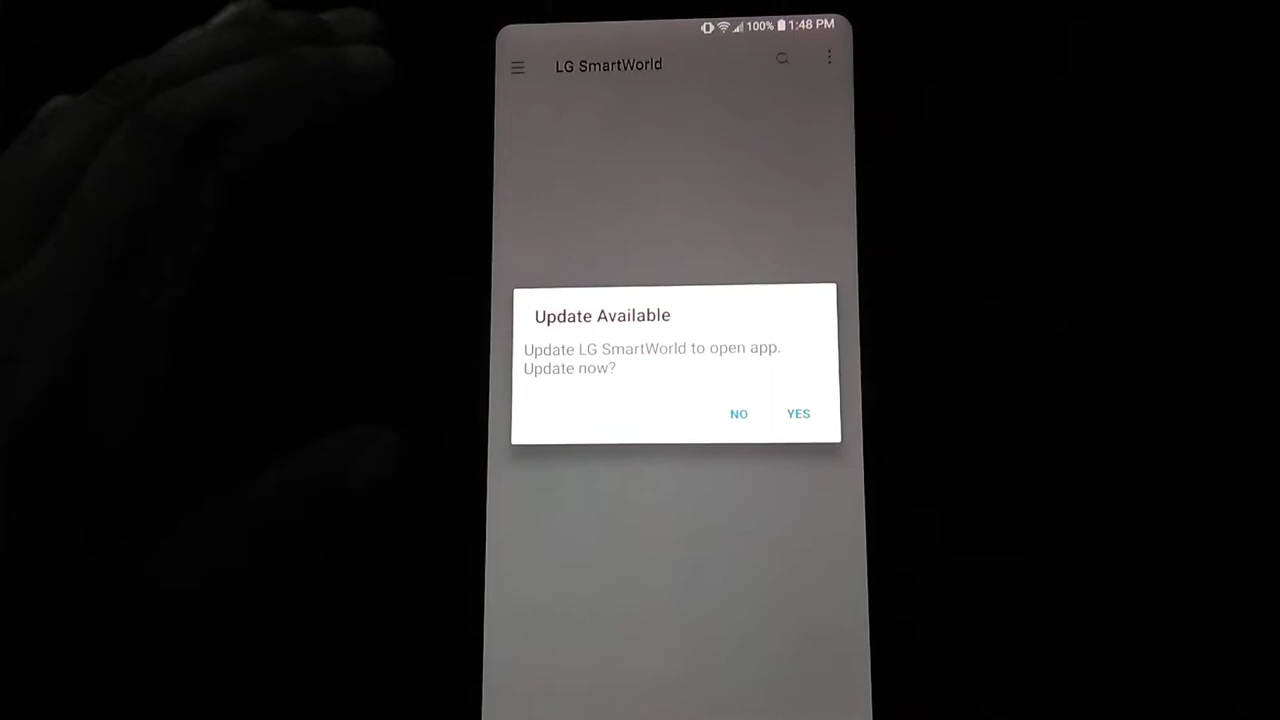 100% 1:48 PM
LG SmartWorld
Update Available
Update LG SmartWorld to open app.
Update now?
NO YES